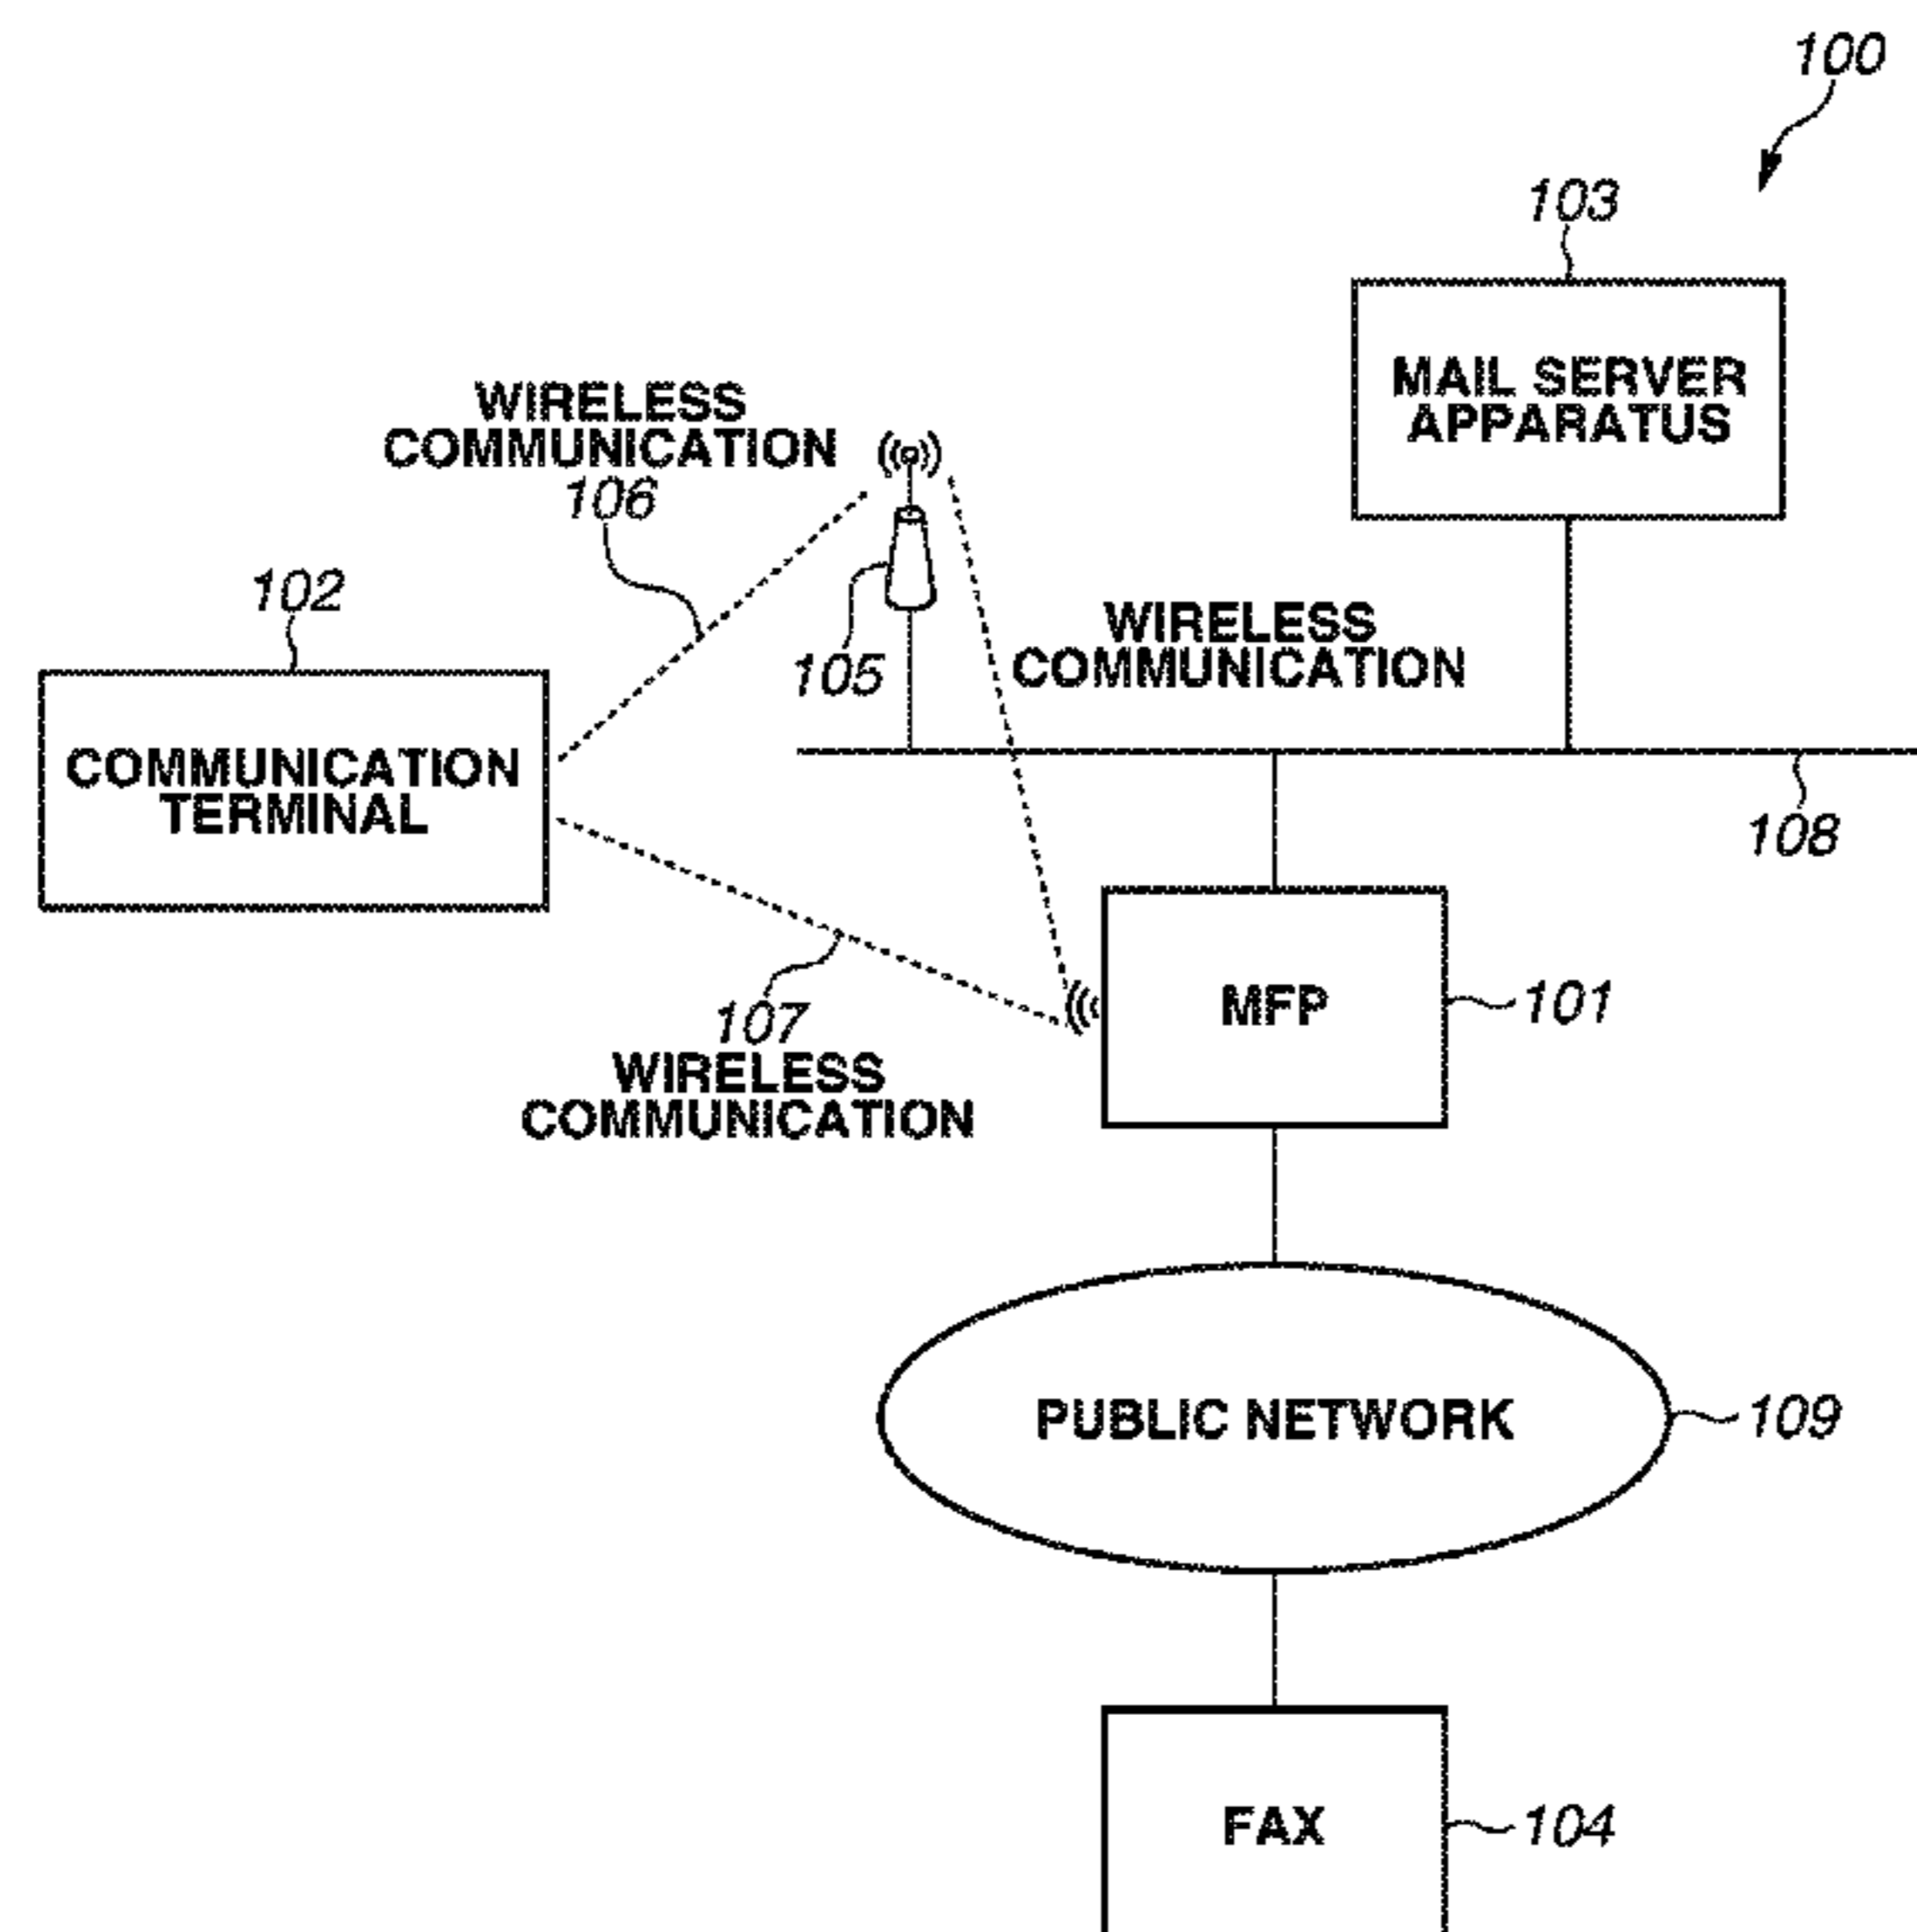 100
103
MAIL SERVER
APPARATUS
WIRELESS
COMMUNICATION
106
102
105
WIRELESS
COMMUNICATION
COMMUNICATION
TERMINAL
108
107
WIRELESS
COMMUNICATION
MFP
101
PUBLIC NETWORK
109
FAX
104